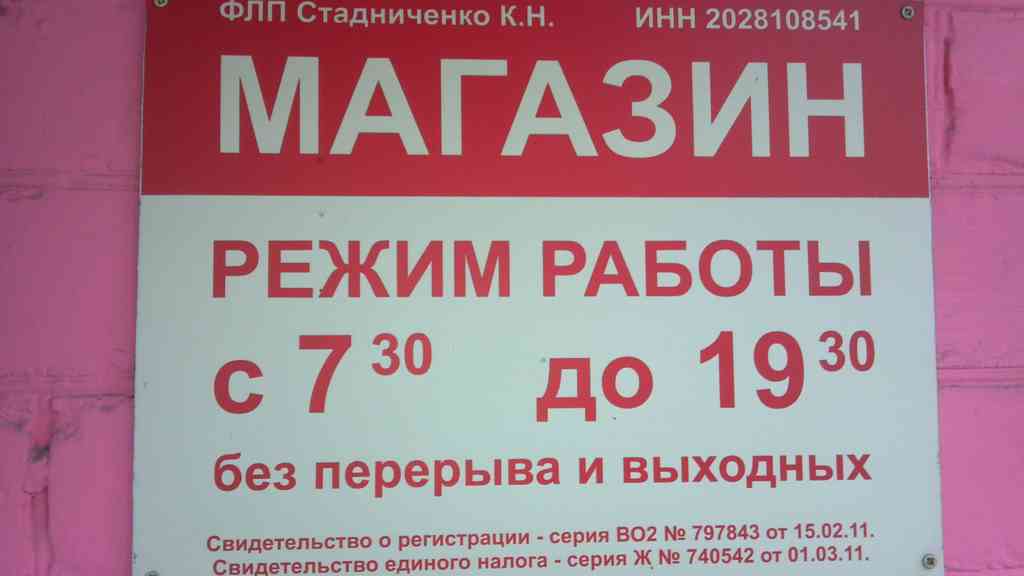 ФЛП Стадниченко К.Н. ИНН 2028108541
МАГАЗИН
РЕЖИМ РАБОТЫ
с 7 30 до 19 30
без перерыва и выходных
Свидетельство о регистрации - серия ВО2 № 797843 от 15.02.11.
Свидетельство единого налога - серия Ж № 740542 от 01.03.11.